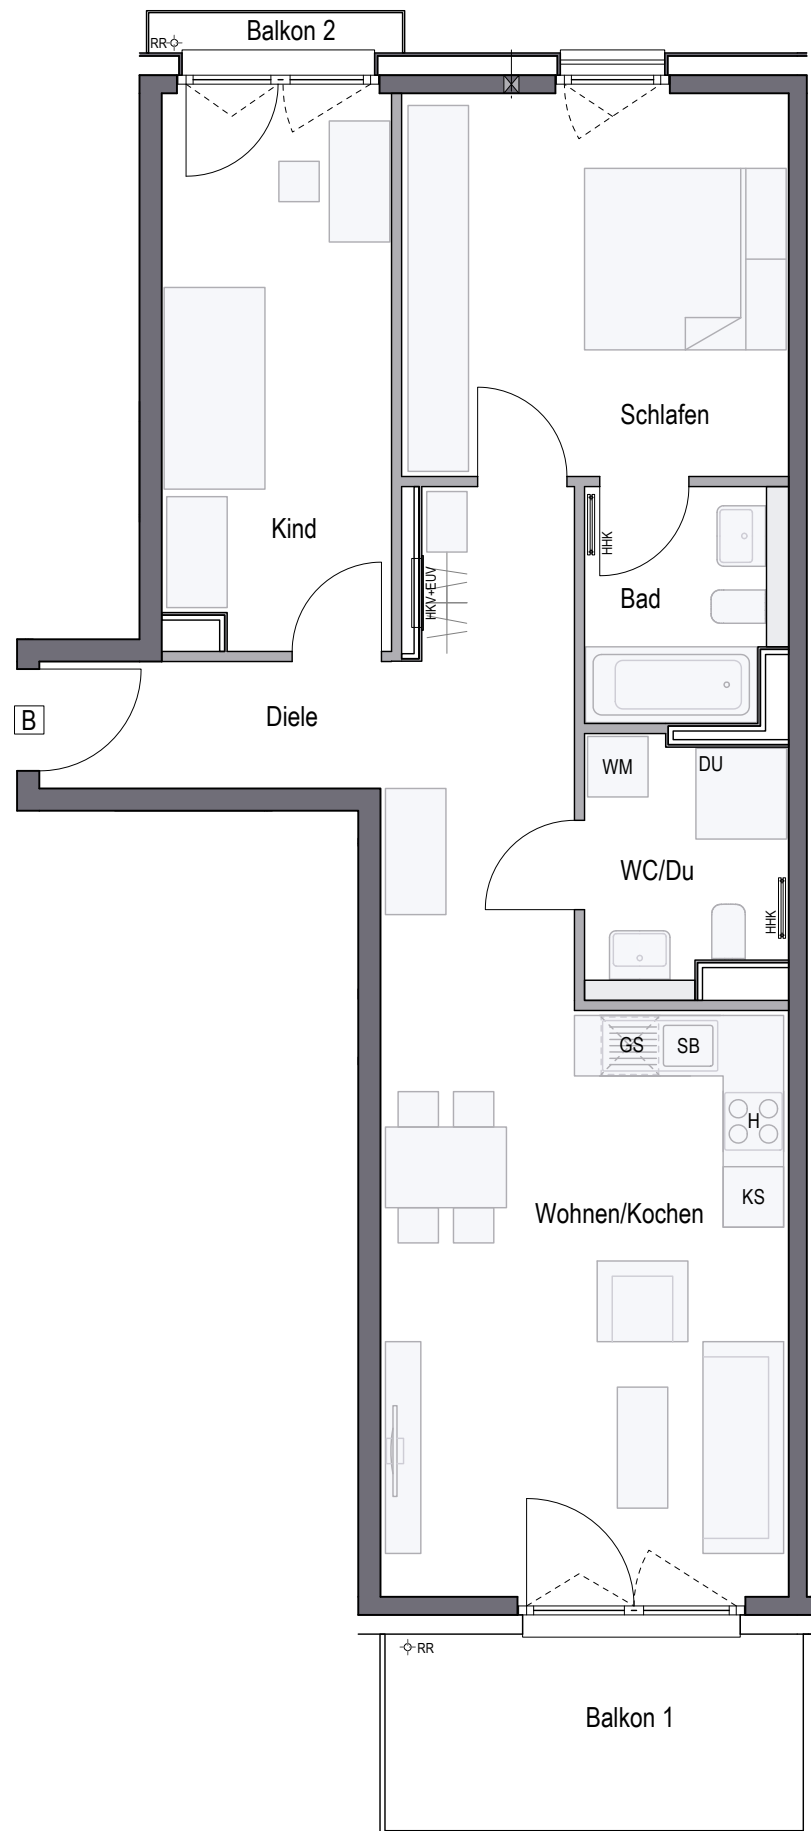 Balkon 2
RR
Schlafen
Kind
HHK
HKV+EUV
Bad
B
Diele
WM
DU
WC/Du
HHK
GS
SB
H
KS
Wohnen/Kochen
RR
Balkon 1